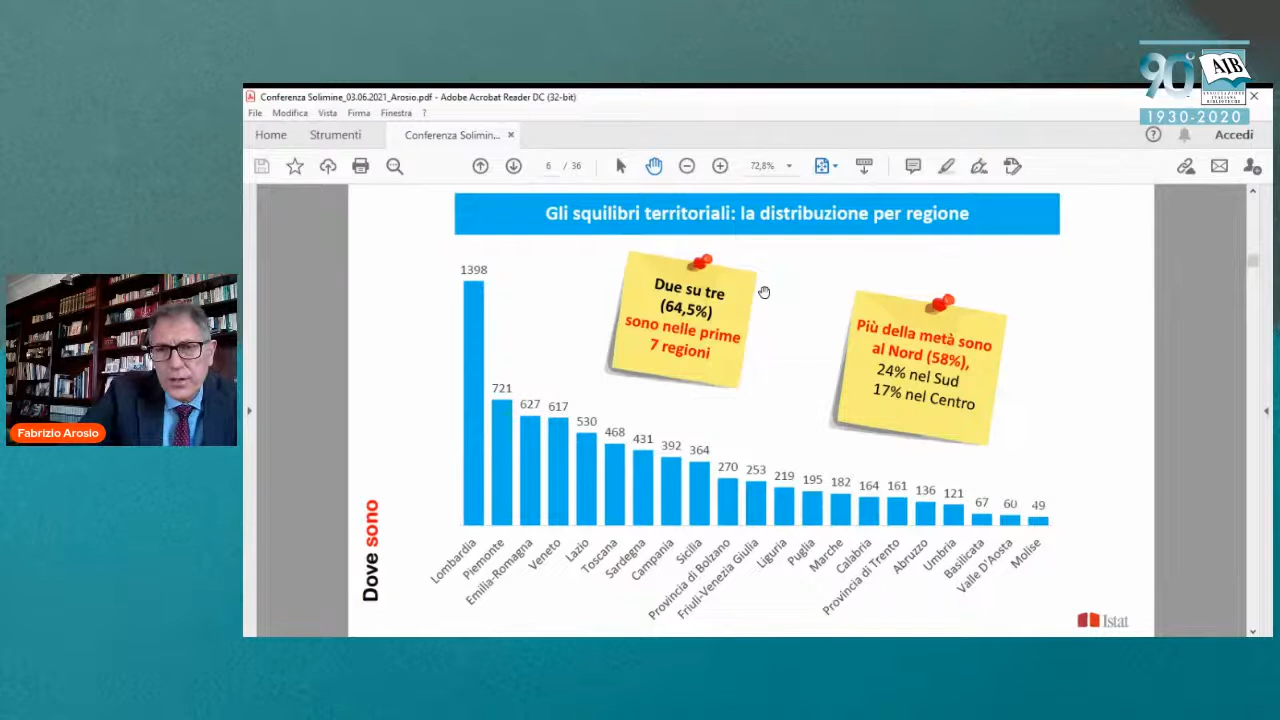 90°
AIB
1930-2020
Conferenza Solimine_03.06.2021_Arosio.pdf - Adobe Acrobat Reader DC (32-bit)
File Modifica Vista Firma Finestra ?
Home Strumenti Conferenza Solimin... Accedi
6 / 36 72,8%
Gli squilibri territoriali: la distribuzione per regione
Due su tre
(64,5%)
sono nelle prime
7 regioni
Più della metà sono
al Nord (58%),
24% nel Sud
17% nel Centro
1398
721
627
617
530
468
431
392
364
270
253
219
195
182
164
161
136
121
67
60
49
Lombardia
Piemonte
Emilia-Romagna
Veneto
Lazio
Toscana
Sardegna
Campania
Sicilia
Provincia di Bolzano
Friuli-Venezia Giulia
Liguria
Puglia
Marche
Calabria
Provincia di Trento
Abruzzo
Umbria
Basilicata
Valle D'Aosta
Molise
Dove sono
Istat
Fabrizio Arosio